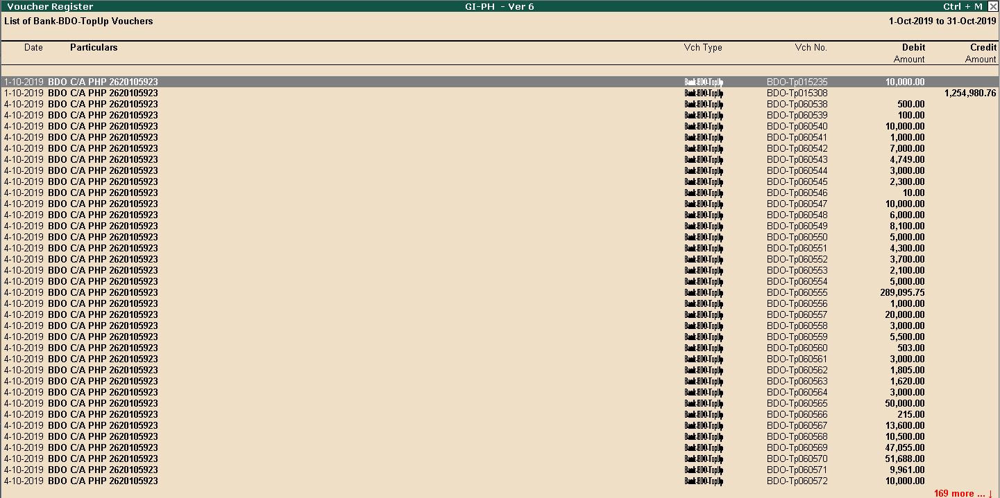 Voucher Register GI-PH - Ver 6 Ctrl + M
List of Bank-BDO-TopUp Vouchers 1-Oct-2019 to 31-Oct-2019
Date Particulars Vch Type Vch No. Debit Credit
Amount Amount
1-10-2019 BDO C/A PHP 2620105923 Bank-BDO-TopUp BDO-Tp015235 10,000.00
1-10-2019 BDO C/A PHP 2620105923 Bank-BDO-TopUp BDO-Tp015308 1,254,980.76
4-10-2019 BDO C/A PHP 2620105923 Bank-BDO-TopUp BDO-Tp060538 500.00
4-10-2019 BDO C/A PHP 2620105923 Bank-BDO-TopUp BDO-Tp060539 100.00
4-10-2019 BDO C/A PHP 2620105923 Bank-BDO-TopUp BDO-Tp060540 10,000.00
4-10-2019 BDO C/A PHP 2620105923 Bank-BDO-TopUp BDO-Tp060541 1,000.00
4-10-2019 BDO C/A PHP 2620105923 Bank-BDO-TopUp BDO-Tp060542 7,000.00
4-10-2019 BDO C/A PHP 2620105923 Bank-BDO-TopUp BDO-Tp060543 4,749.00
4-10-2019 BDO C/A PHP 2620105923 Bank-BDO-TopUp BDO-Tp060544 3,000.00
4-10-2019 BDO C/A PHP 2620105923 Bank-BDO-TopUp BDO-Tp060545 2,300.00
4-10-2019 BDO C/A PHP 2620105923 Bank-BDO-TopUp BDO-Tp060546 10.00
4-10-2019 BDO C/A PHP 2620105923 Bank-BDO-TopUp BDO-Tp060547 10,000.00
4-10-2019 BDO C/A PHP 2620105923 Bank-BDO-TopUp BDO-Tp060548 6,000.00
4-10-2019 BDO C/A PHP 2620105923 Bank-BDO-TopUp BDO-Tp060549 8,100.00
4-10-2019 BDO C/A PHP 2620105923 Bank-BDO-TopUp BDO-Tp060550 5,000.00
4-10-2019 BDO C/A PHP 2620105923 Bank-BDO-TopUp BDO-Tp060551 4,300.00
4-10-2019 BDO C/A PHP 2620105923 Bank-BDO-TopUp BDO-Tp060552 3,700.00
4-10-2019 BDO C/A PHP 2620105923 Bank-BDO-TopUp BDO-Tp060553 2,100.00
4-10-2019 BDO C/A PHP 2620105923 Bank-BDO-TopUp BDO-Tp060554 5,000.00
4-10-2019 BDO C/A PHP 2620105923 Bank-BDO-TopUp BDO-Tp060555 289,095.75
4-10-2019 BDO C/A PHP 2620105923 Bank-BDO-TopUp BDO-Tp060556 1,000.00
4-10-2019 BDO C/A PHP 2620105923 Bank-BDO-TopUp BDO-Tp060557 20,000.00
4-10-2019 BDO C/A PHP 2620105923 Bank-BDO-TopUp BDO-Tp060558 3,000.00
4-10-2019 BDO C/A PHP 2620105923 Bank-BDO-TopUp BDO-Tp060559 5,500.00
4-10-2019 BDO C/A PHP 2620105923 Bank-BDO-TopUp BDO-Tp060560 503.00
4-10-2019 BDO C/A PHP 2620105923 Bank-BDO-TopUp BDO-Tp060561 3,000.00
4-10-2019 BDO C/A PHP 2620105923 Bank-BDO-TopUp BDO-Tp060562 1,805.00
4-10-2019 BDO C/A PHP 2620105923 Bank-BDO-TopUp BDO-Tp060563 1,620.00
4-10-2019 BDO C/A PHP 2620105923 Bank-BDO-TopUp BDO-Tp060564 3,000.00
4-10-2019 BDO C/A PHP 2620105923 Bank-BDO-TopUp BDO-Tp060565 50,000.00
4-10-2019 BDO C/A PHP 2620105923 Bank-BDO-TopUp BDO-Tp060566 215.00
4-10-2019 BDO C/A PHP 2620105923 Bank-BDO-TopUp BDO-Tp060567 13,600.00
4-10-2019 BDO C/A PHP 2620105923 Bank-BDO-TopUp BDO-Tp060568 10,500.00
4-10-2019 BDO C/A PHP 2620105923 Bank-BDO-TopUp BDO-Tp060569 47,055.00
4-10-2019 BDO C/A PHP 2620105923 Bank-BDO-TopUp BDO-Tp060570 51,688.00
4-10-2019 BDO C/A PHP 2620105923 Bank-BDO-TopUp BDO-Tp060571 9,961.00
4-10-2019 BDO C/A PHP 2620105923 Bank-BDO-TopUp BDO-Tp060572 10,000.00
169 more ... ↓